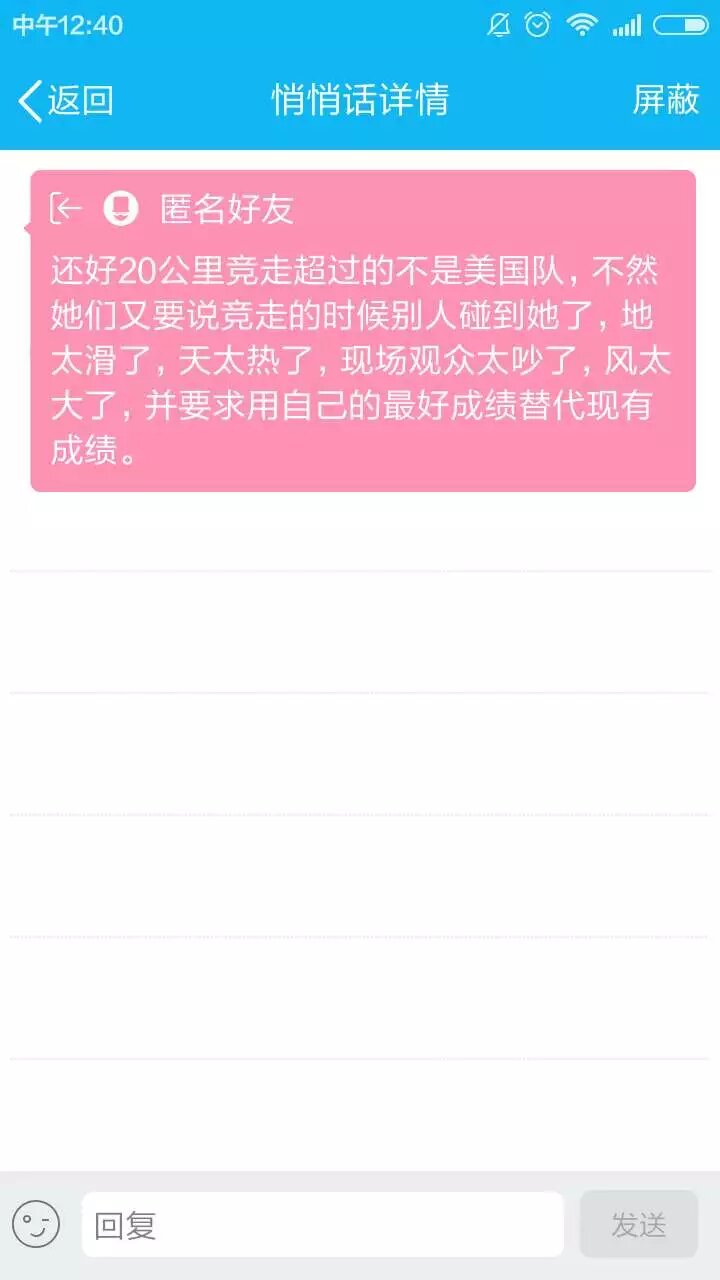 中午12:40
返回 悄悄话详情 屏蔽
匿名好友
还好20公里竞走超过的不是美国队，不然
她们又要说竞走的时候别人碰到她了，地
太滑了，天太热了，现场观众太吵了，风太
大了，并要求用自己的最好成绩替代现有
成绩。
回复 发送